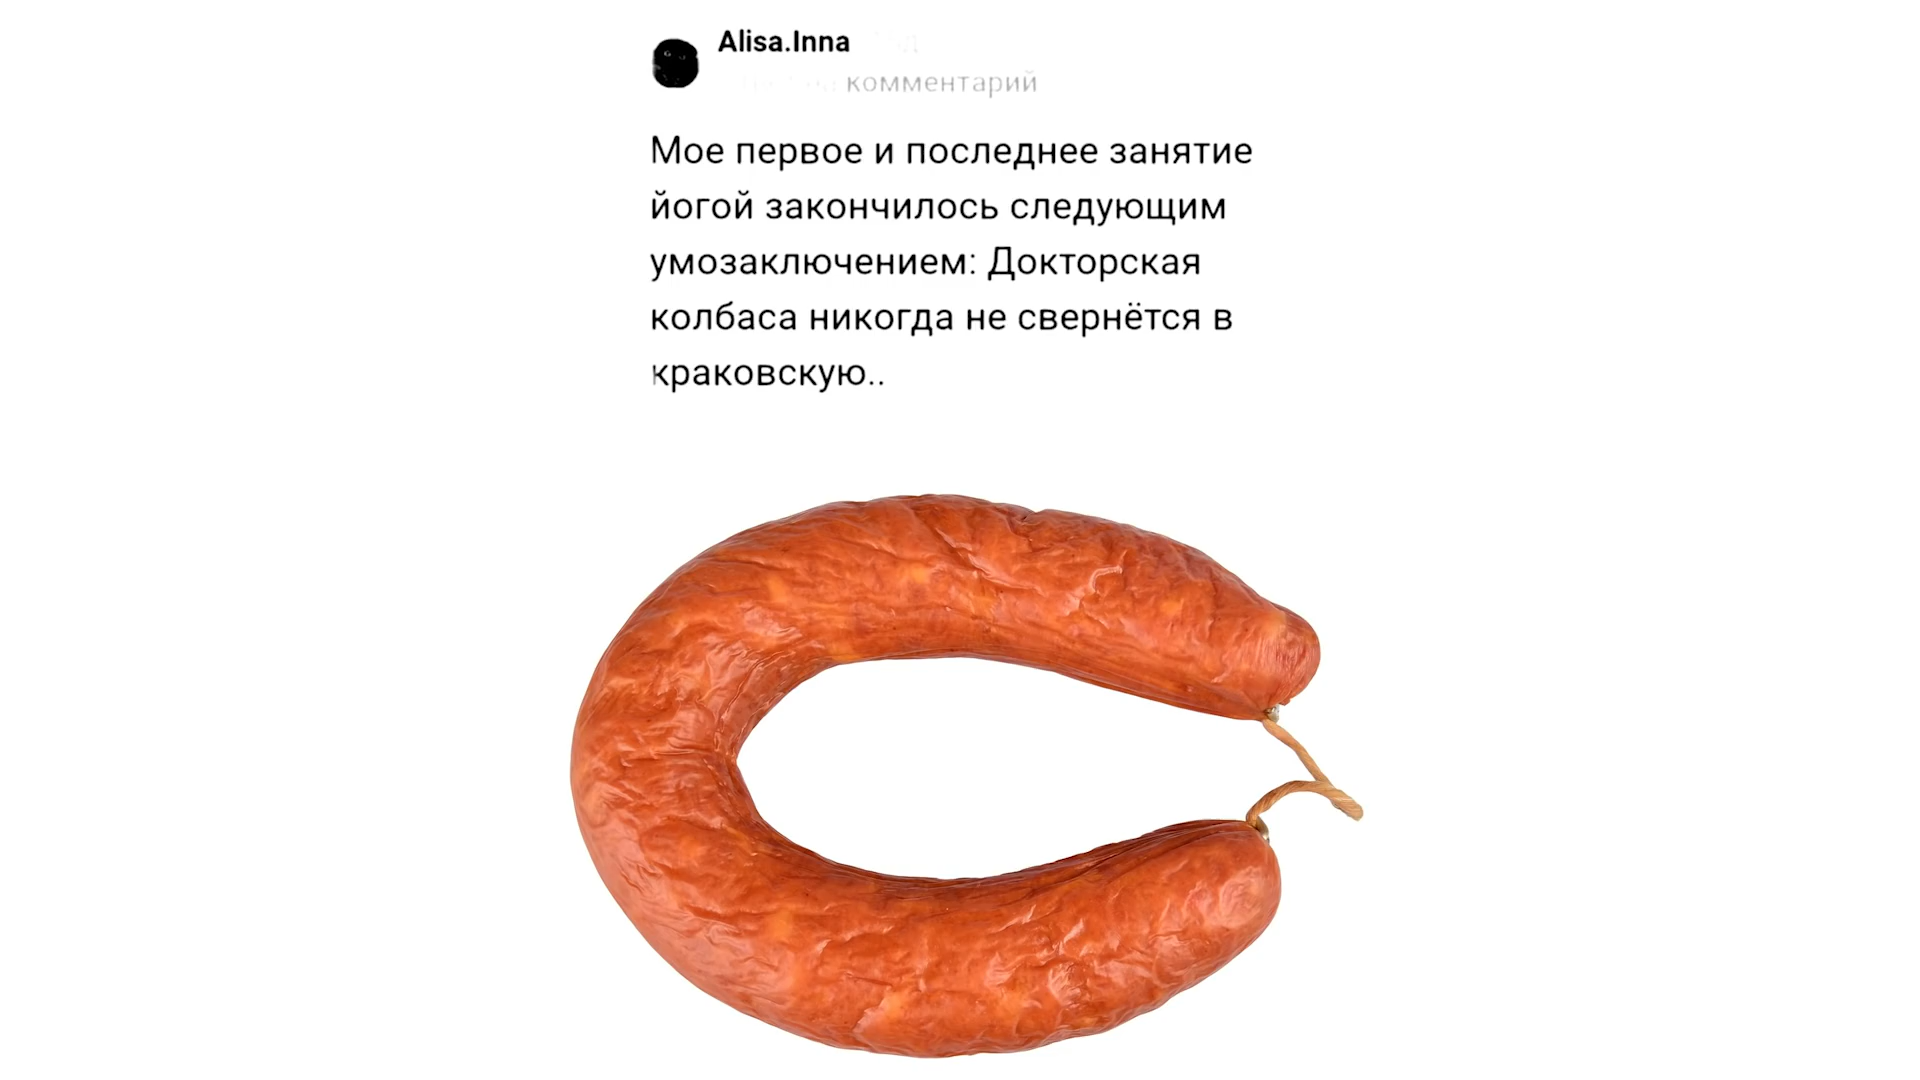 Alisa.Inna
комментарий
Мое первое и последнее занятие
йогой закончилось следующим
умозаключением: Докторская
колбаса никогда не свернётся в
краковскую..